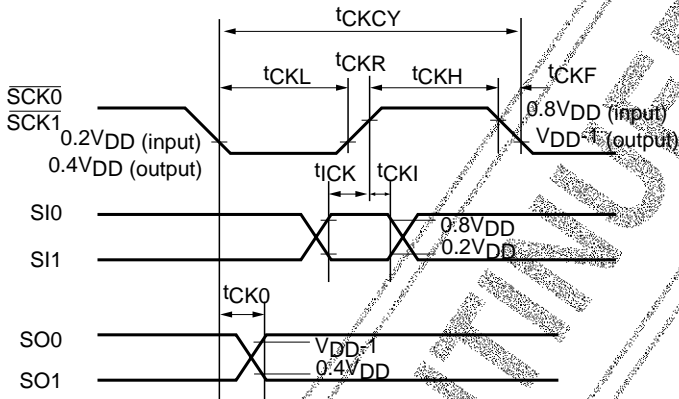 tCKCY
tCKR
tCKL
tCKH
tCKF
SCK0
SCK1
0.2VDD (input)
0.4VDD (output)
0.8VDD (input)
VDD-1 (output)
tICK
tCKI
SI0
SI1
0.8VDD
0.2VDD
tCK0
SO0
SO1
VDD-1
0.4VDD